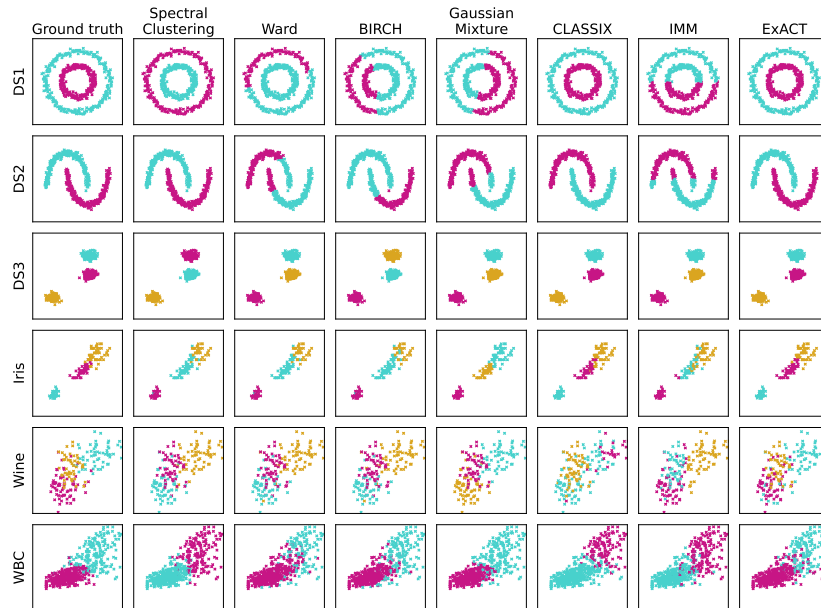 Ground truth
Spectral
Clustering
Ward
BIRCH
Gaussian
Mixture
CLASSIX
IMM
ExACT
DS1
DS2
DS3
Iris
Wine
WBC